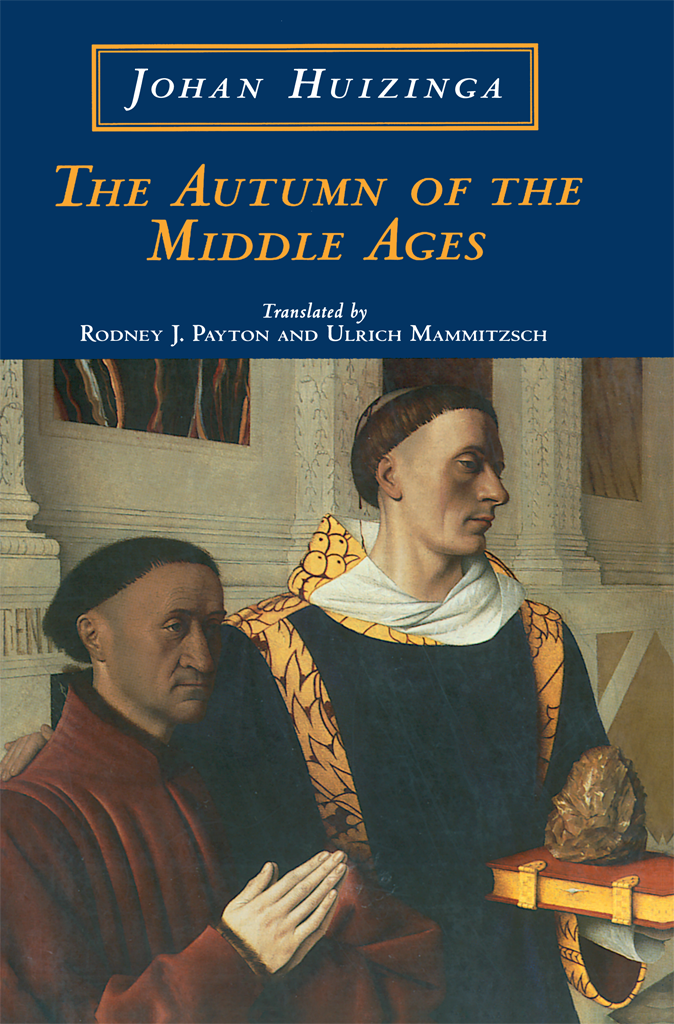 Johan Huizinga
The Autumn of the
Middle Ages
Translated by
Rodney J. Payton and Ulrich Mammitzsch